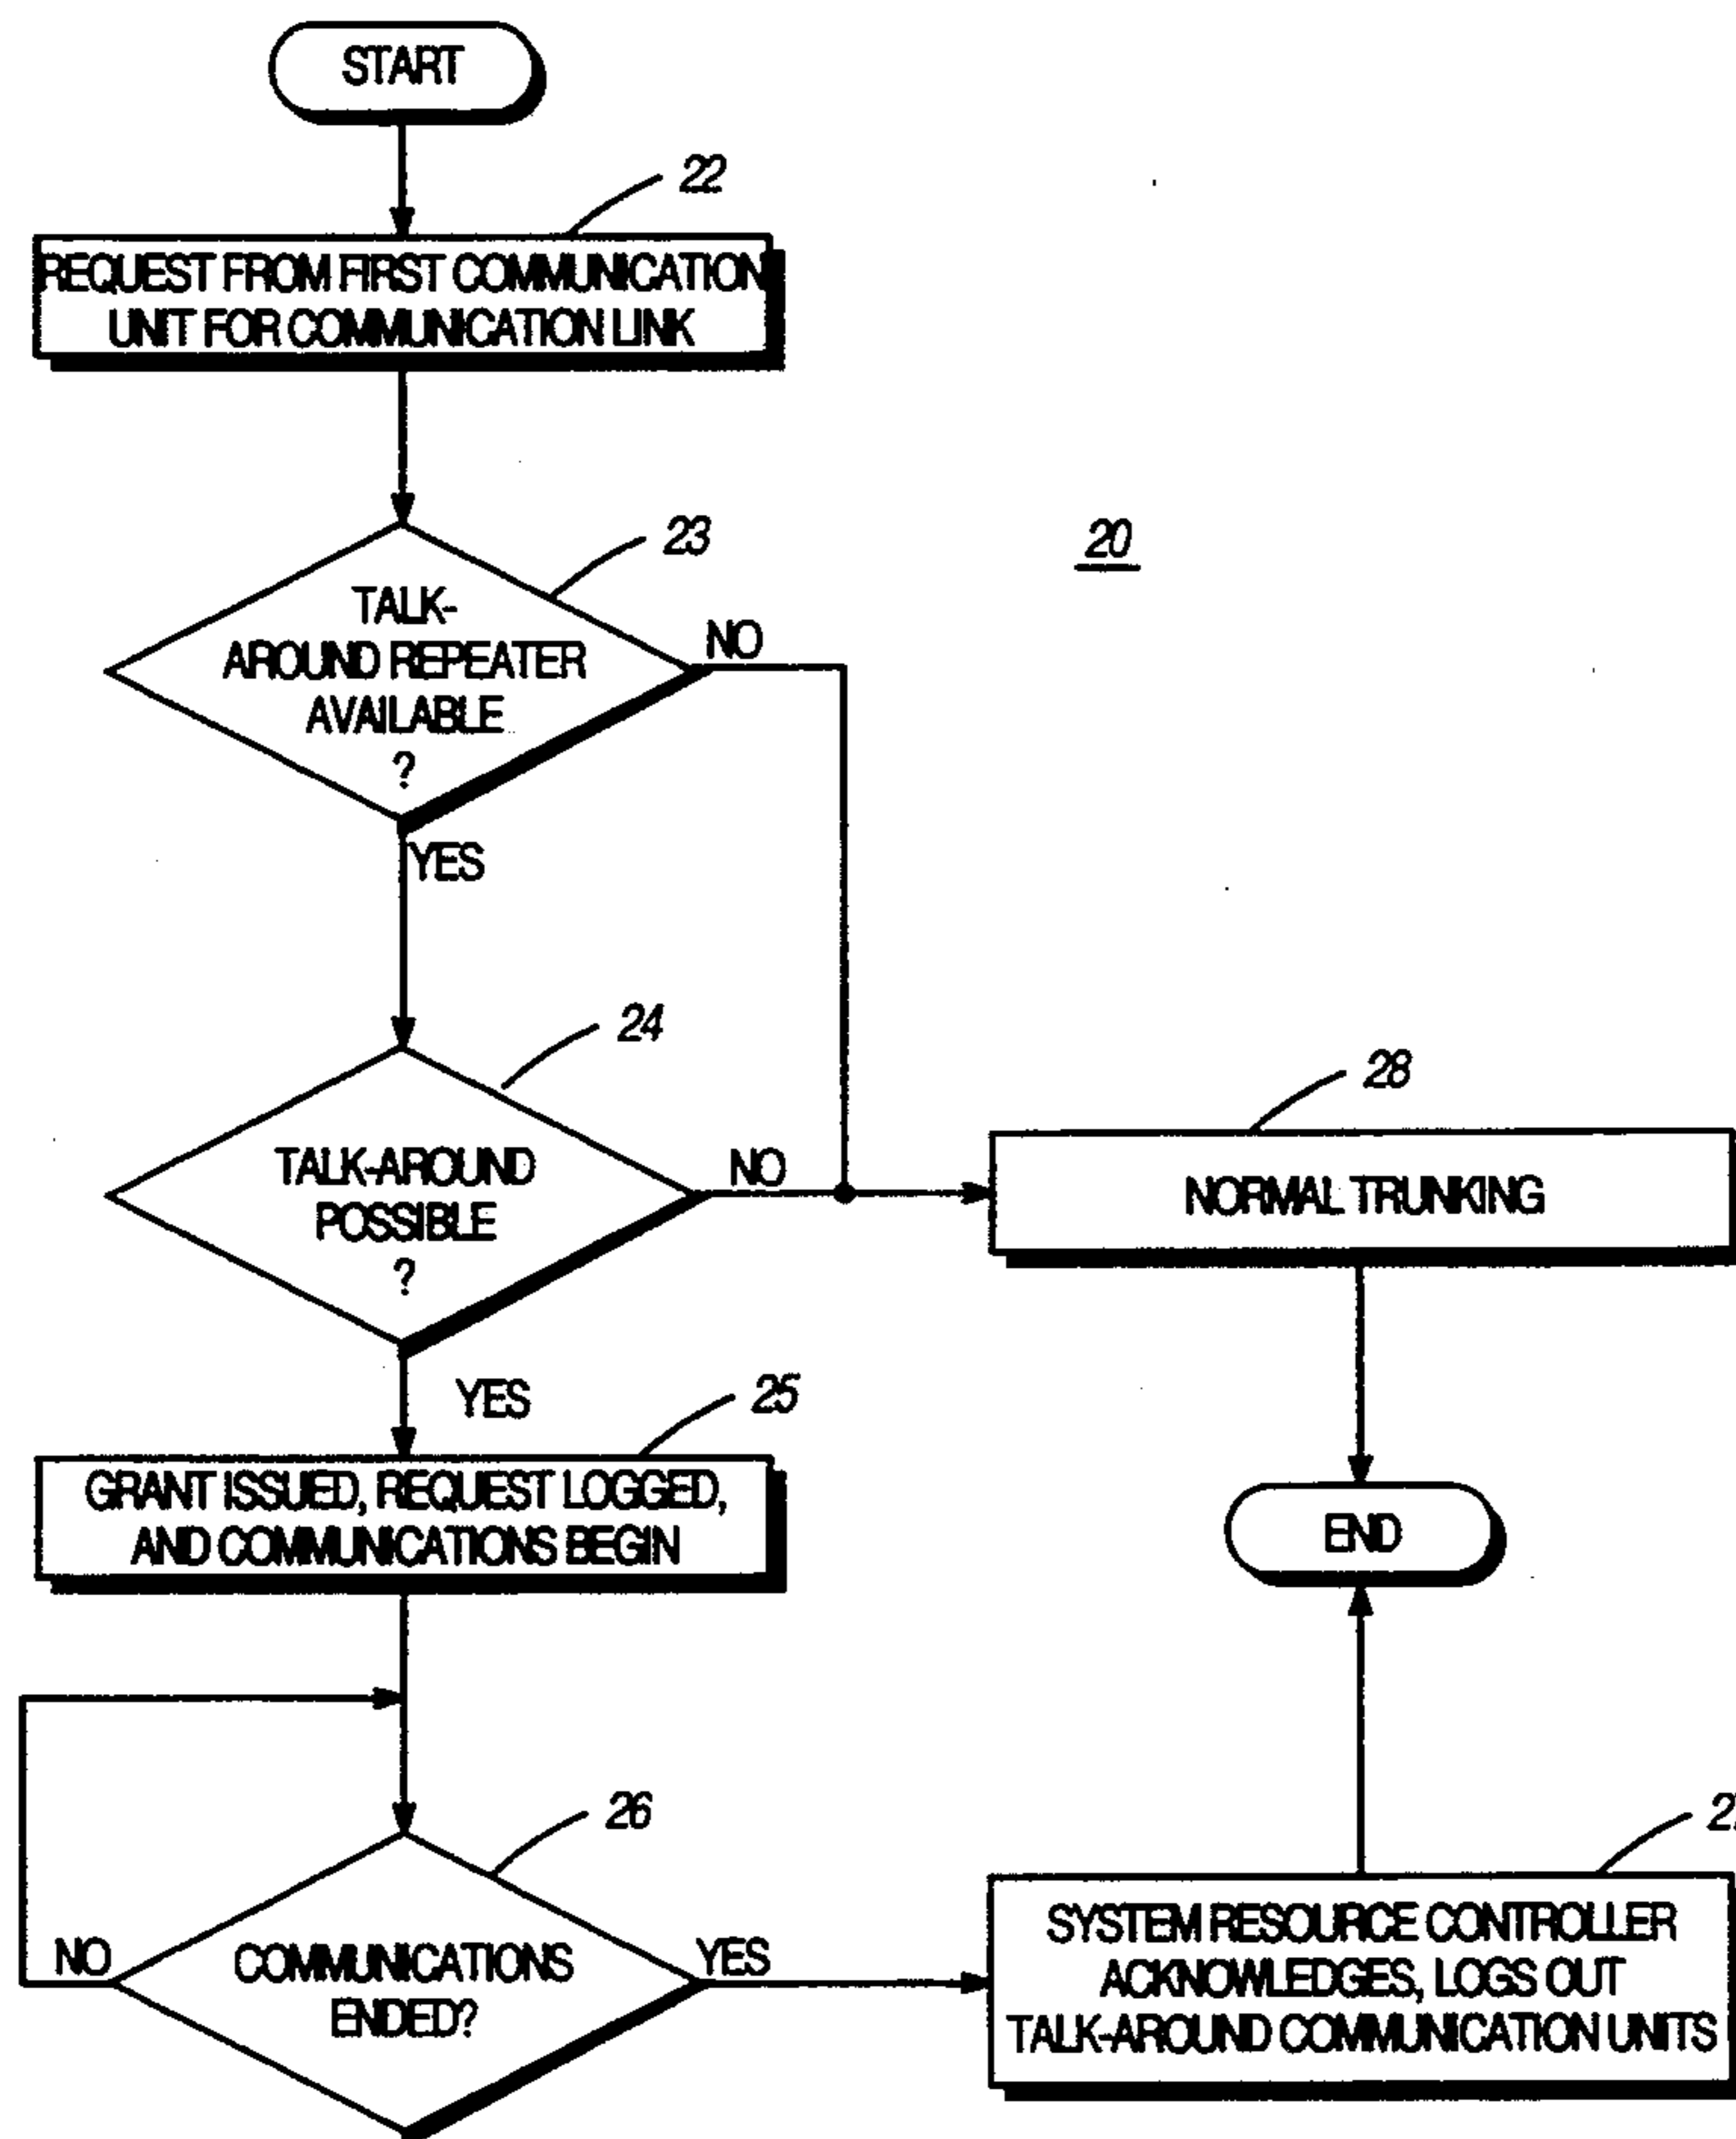 START
22
REQUEST FROM FIRST COMMUNICATION
UNIT FOR COMMUNICATION LINK
23
20
TALK-
AROUND REPEATER
AVAILABLE
?
NO
YES
24
28
TALK-AROUND
POSSIBLE
?
NO
NORMAL TRUNKING
YES
25
GRANT ISSUED, REQUEST LOGGED,
AND COMMUNICATIONS BEGIN
END
26
COMMUNICATIONS
ENDED?
NO
YES
SYSTEM RESOURCE CONTROLLER
ACKNOWLEDGES, LOGS OUT
TALK-AROUND COMMUNICATION UNITS